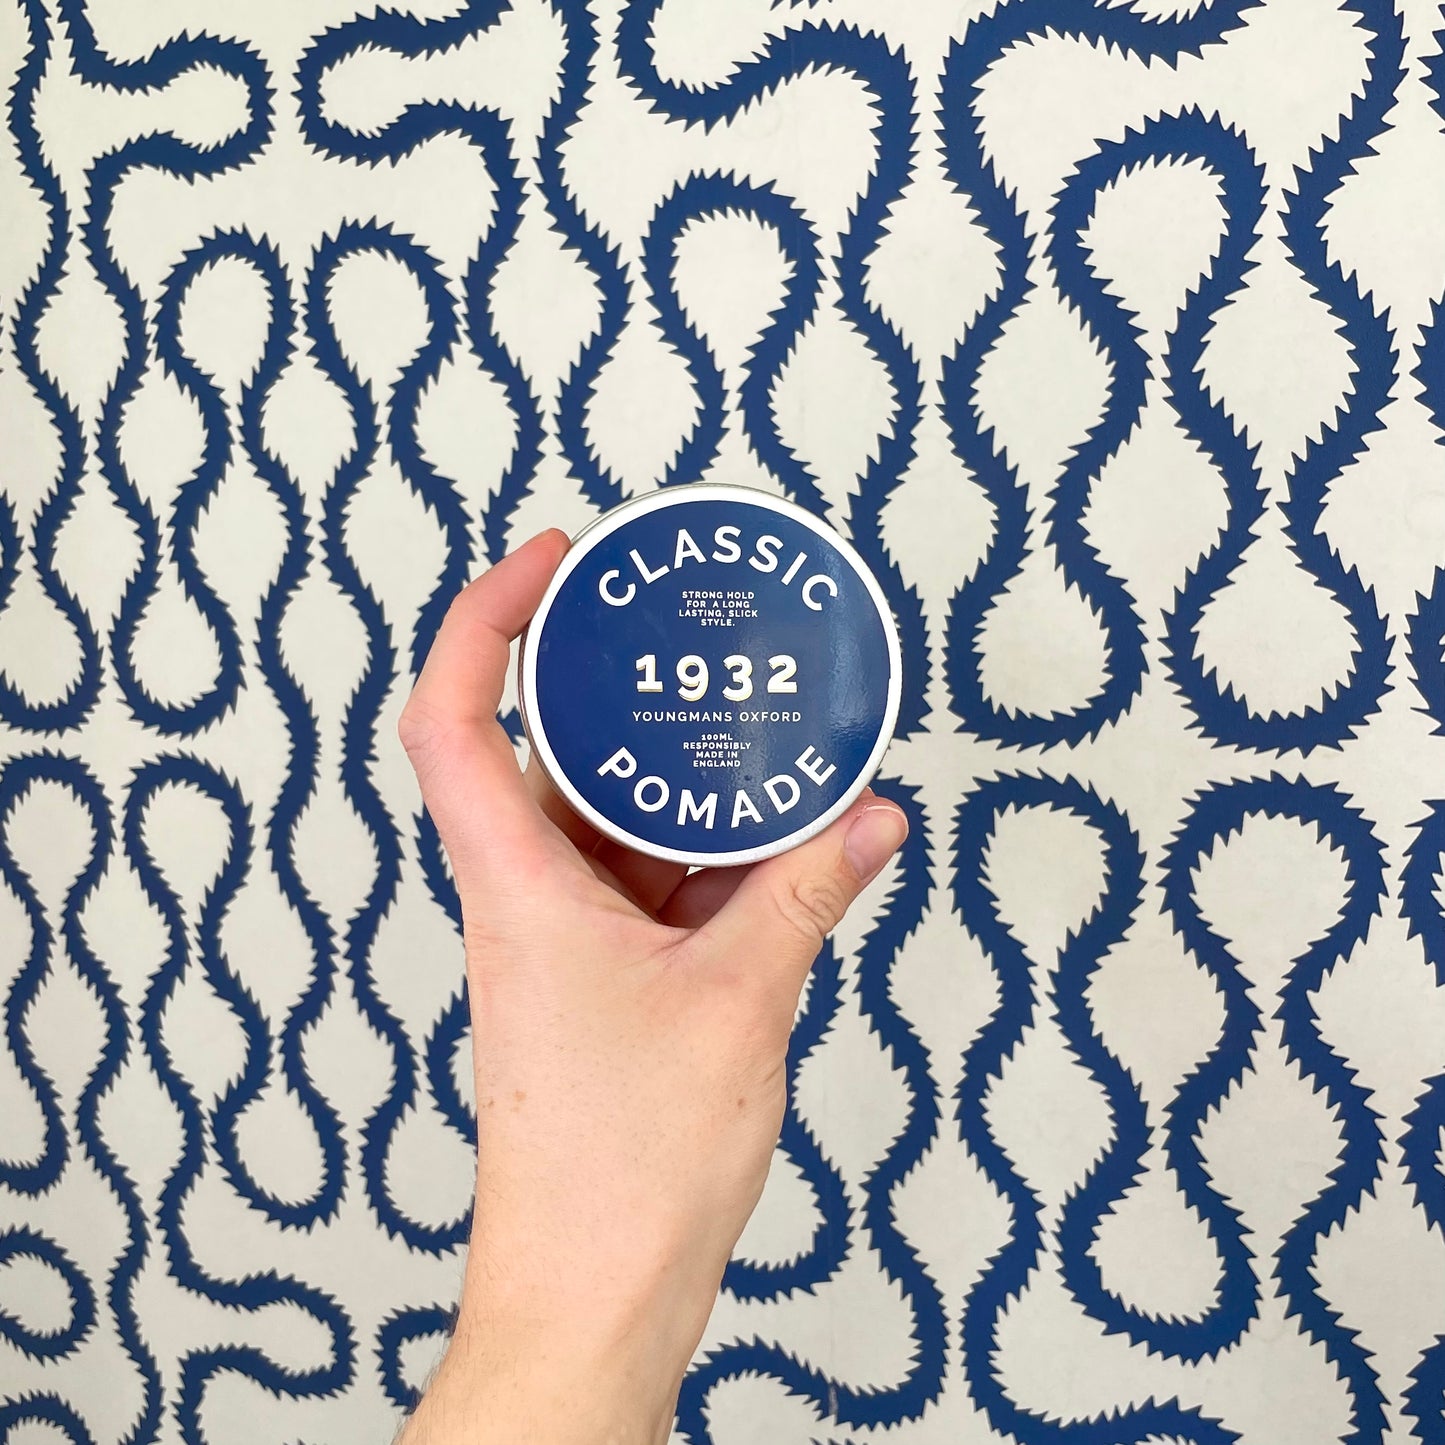 CLASSIC
STRONG HOLD
FOR A LONG
LASTING, SLICK
STYLE.
1932
YOUNGMANS OXFORD
100ML
RESPONSIBLY
MADE IN
ENGLAND
POMADE